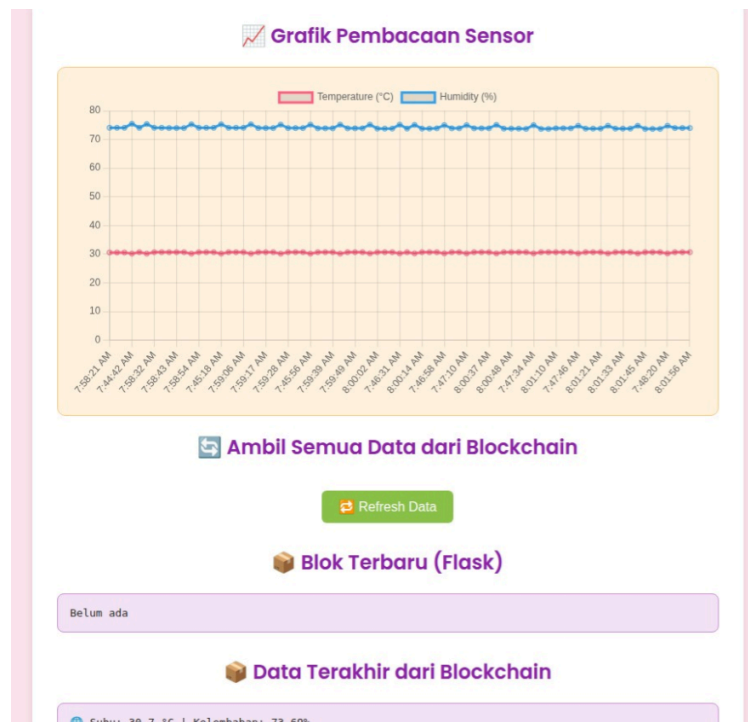 📈 Grafik Pembacaan Sensor
Temperature (°C) Humidity (%)
80
70
60
50
40
30
20
10
0
7:58:21 AM 7:44:42 AM 7:58:32 AM 7:58:43 AM 7:58:54 AM 7:45:18 AM 7:59:06 AM 7:59:17 AM 7:59:28 AM 7:45:56 AM 7:59:39 AM 7:59:49 AM 8:00:02 AM 7:46:31 AM 8:00:14 AM 7:46:58 AM 7:47:10 AM 8:00:37 AM 8:00:48 AM 7:47:34 AM 8:01:10 AM 7:47:46 AM 8:01:21 AM 8:01:33 AM 8:01:45 AM 7:48:20 AM 8:01:56 AM
🔄 Ambil Semua Data dari Blockchain
🔁 Refresh Data
📦 Blok Terbaru (Flask)
Belum ada
📦 Data Terakhir dari Blockchain
Suhu: 30.7 °C | Kelembaban: 73.69%